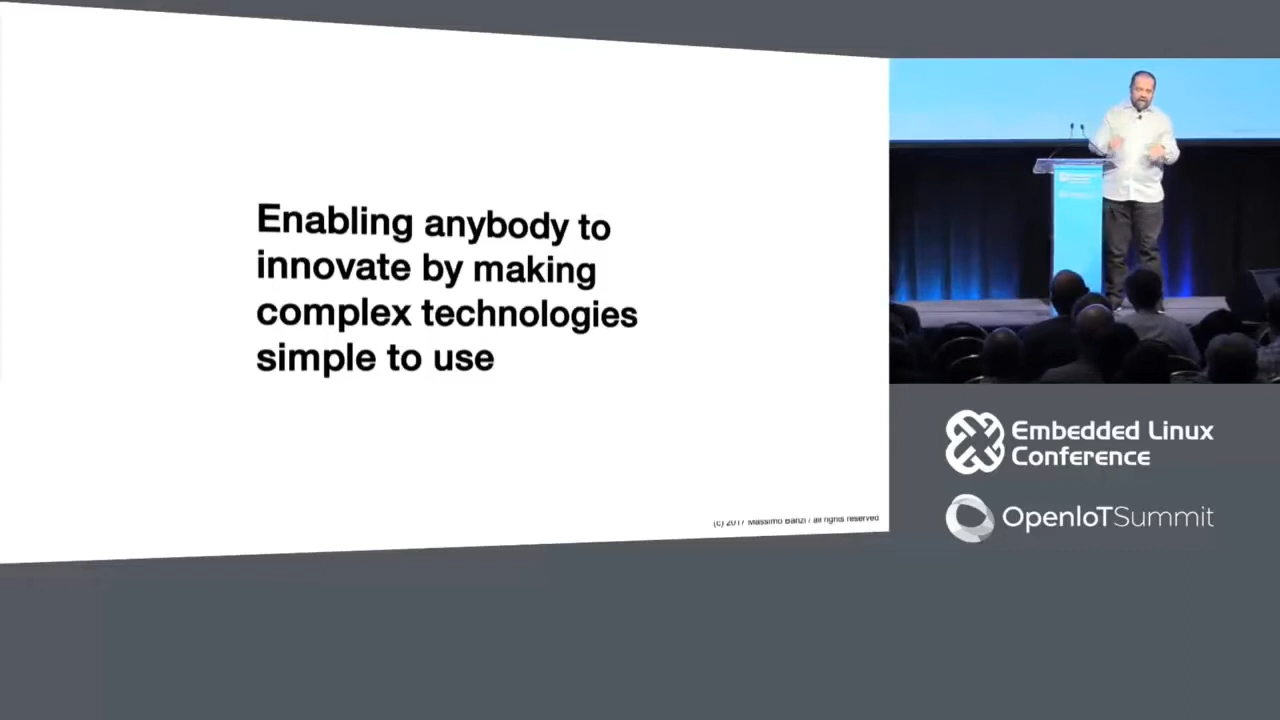 Enabling anybody to
innovate by making
complex technologies
simple to use
(c) 2017 Massimo Banzi / all rights reserved
Embedded Linux
Conference
OpenIoTSummit